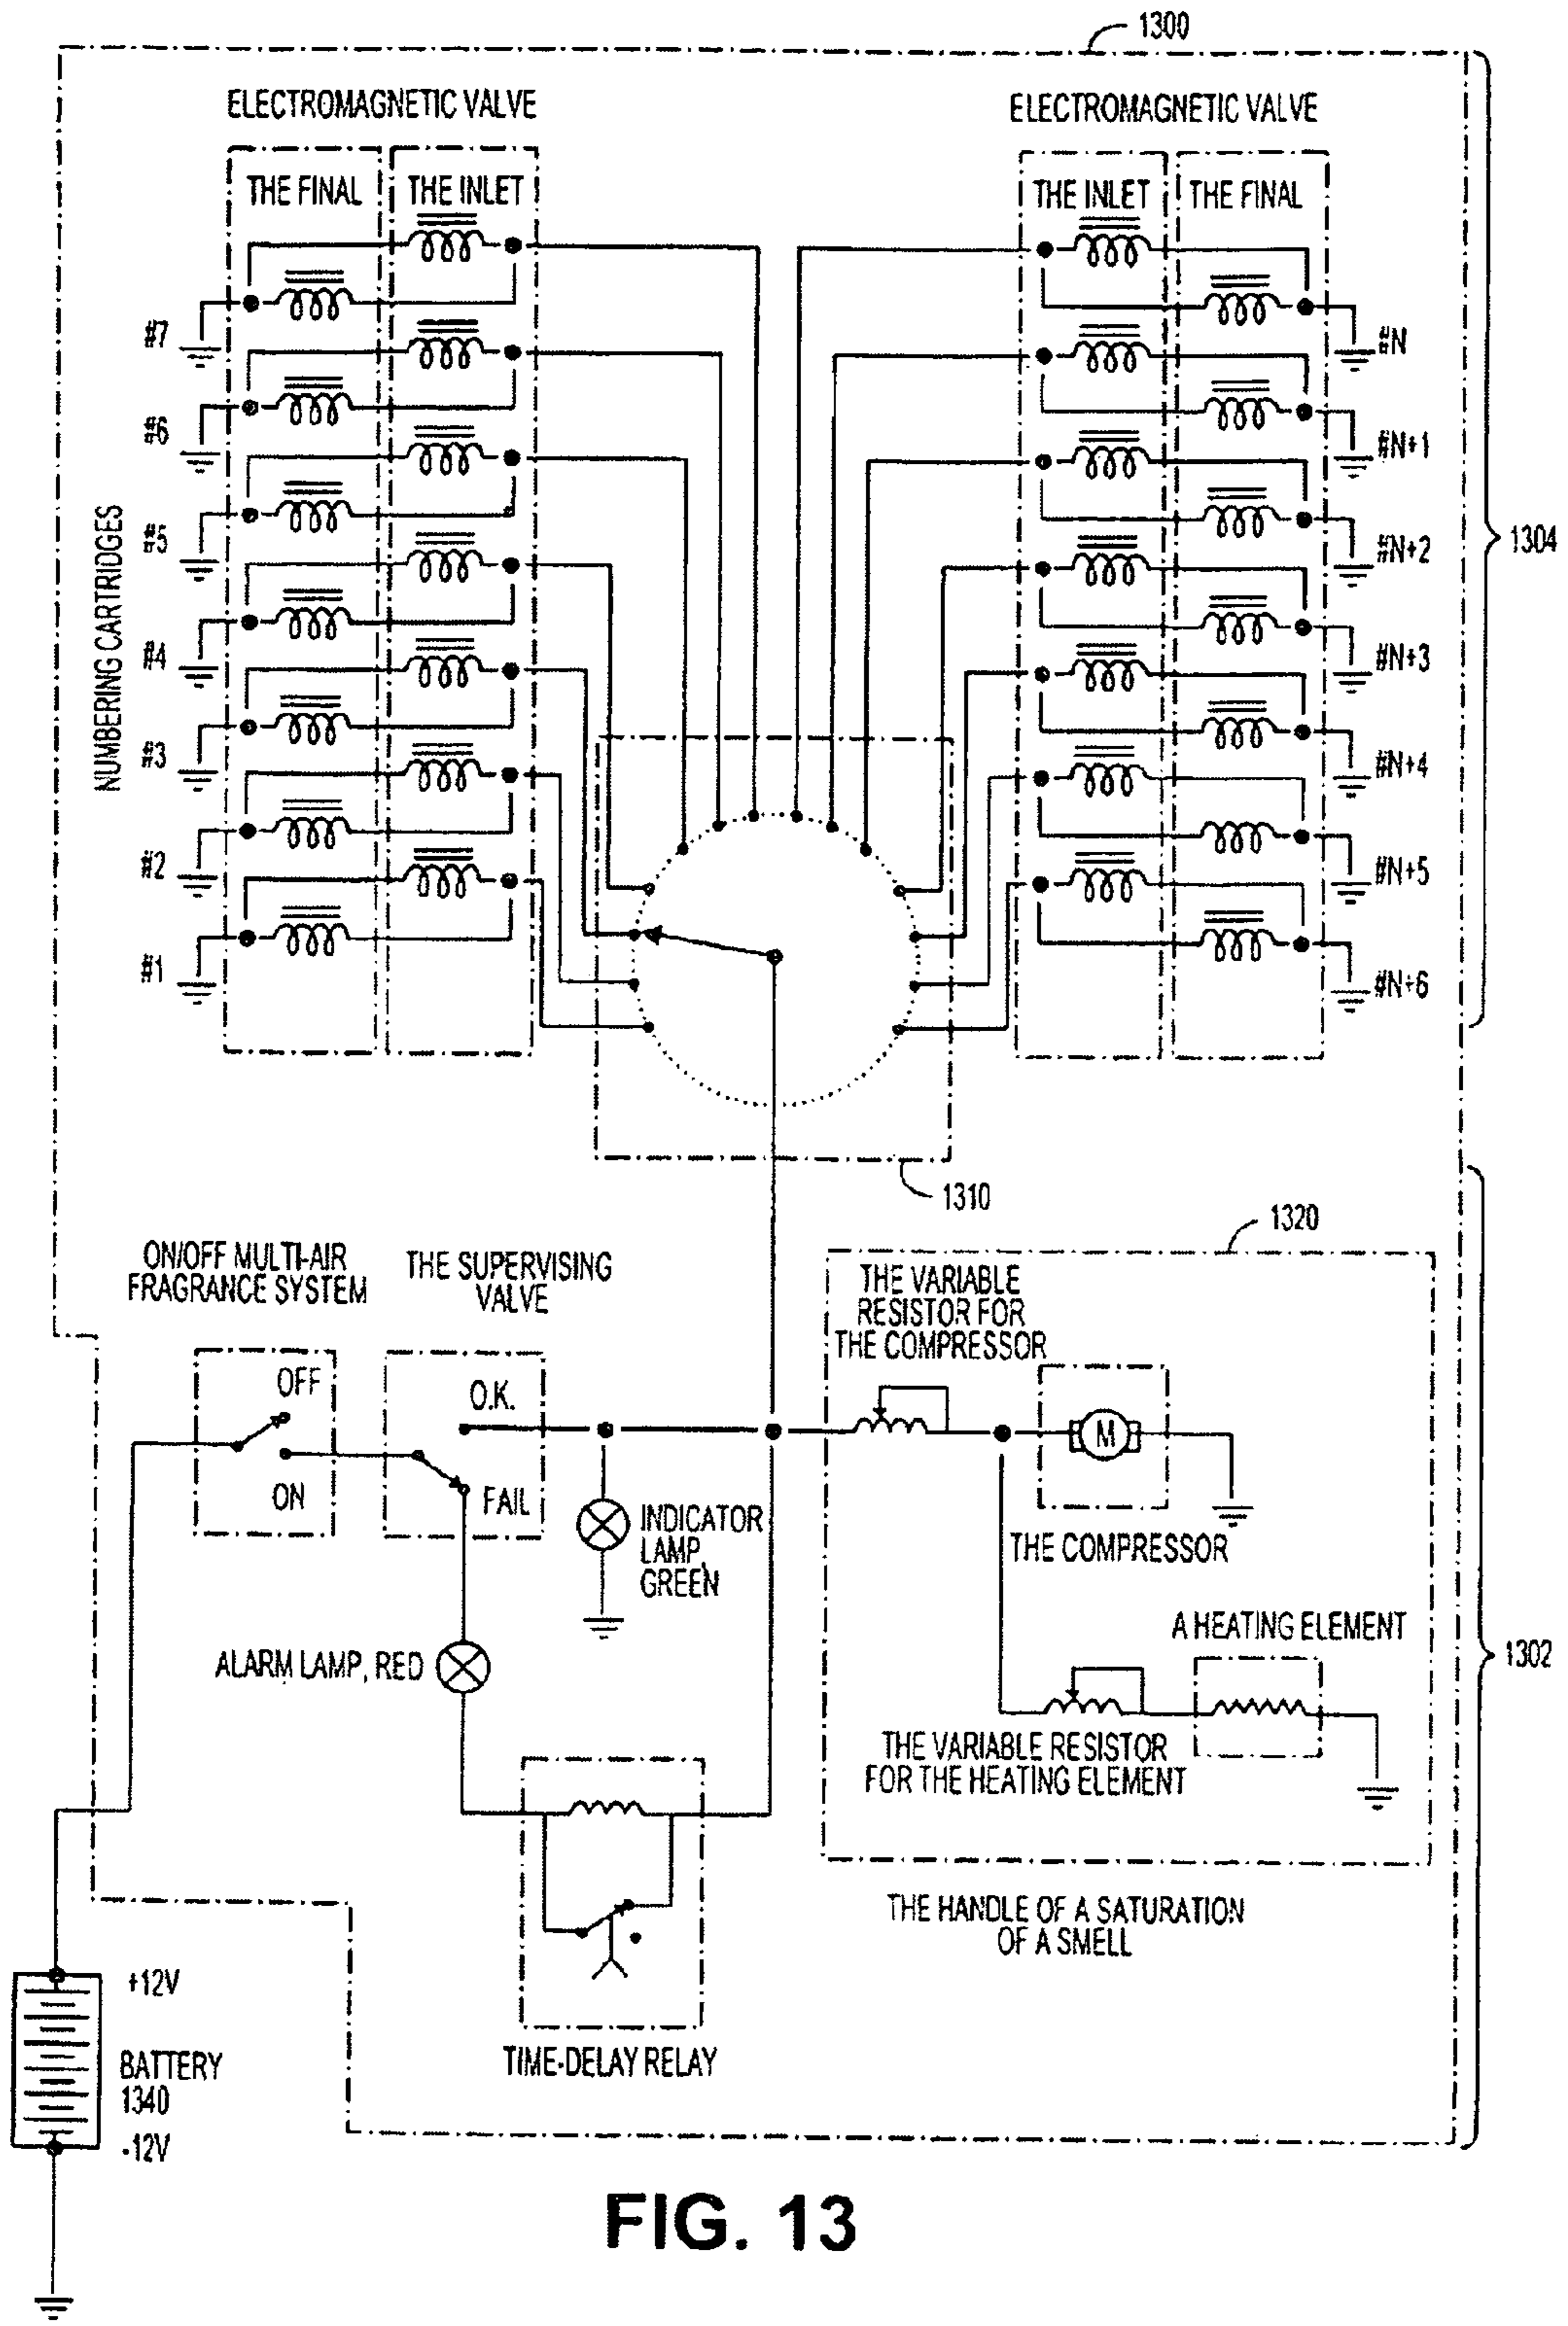 1300
ELECTROMAGNETIC VALVE
ELECTROMAGNETIC VALVE
THE FINAL
THE INLET
THE INLET
THE FINAL
NUMBERING CARTRIDGES
#7
#6
#5
#4
#3
#2
#1
#N
#N+1
#N+2
#N+3
#N+4
#N+5
#N+6
1304
1310
1320
ON/OFF MULTI-AIR
FRAGRANCE SYSTEM
THE SUPERVISING
VALVE
THE VARIABLE
RESISTOR FOR
THE COMPRESSOR
OFF
ON
O.K.
FAIL
M
INDICATOR
LAMP,
GREEN
THE COMPRESSOR
ALARM LAMP, RED
A HEATING ELEMENT
1302
THE VARIABLE RESISTOR
FOR THE HEATING ELEMENT
THE HANDLE OF A SATURATION
OF A SMELL
TIME-DELAY RELAY
+12V
BATTERY
1340
-12V
FIG. 13